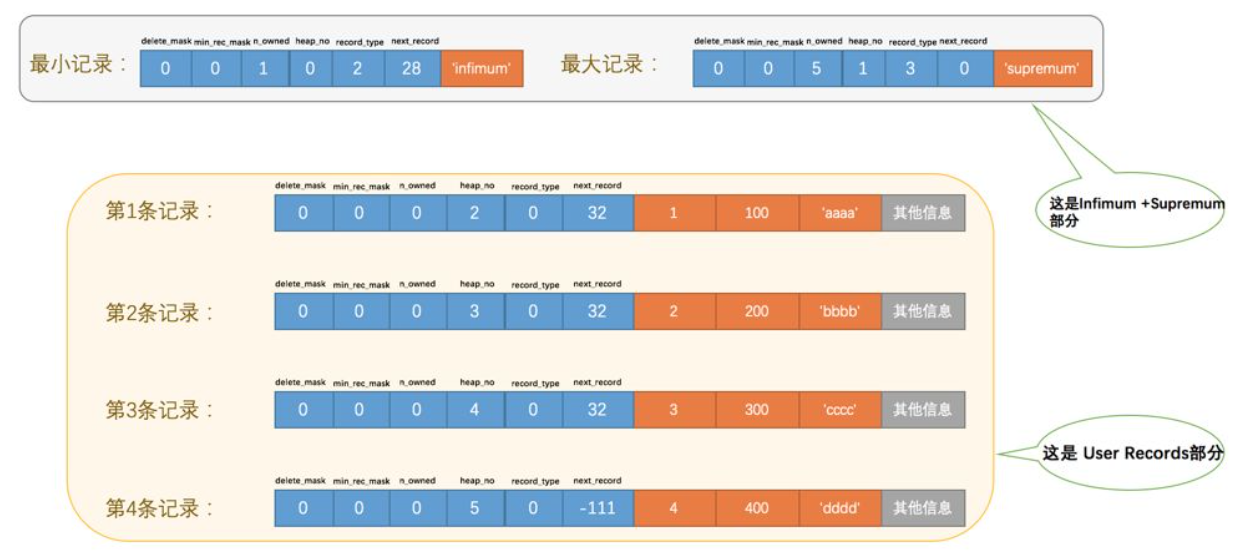 delete_mask min_rec_mask n_owned heap_no record_type next_record
最小记录： 0 0 1 0 2 28 'infimum'
delete_mask min_rec_mask n_owned heap_no record_type next_record
最大记录： 0 0 5 1 3 0 'supremum'
这是Infimum +Supremum
部分
delete_mask min_rec_mask n_owned heap_no record_type next_record
第1条记录： 0 0 0 2 0 32 1 100 'aaaa' 其他信息
delete_mask min_rec_mask n_owned heap_no record_type next_record
第2条记录： 0 0 0 3 0 32 2 200 'bbbb' 其他信息
delete_mask min_rec_mask n_owned heap_no record_type next_record
第3条记录： 0 0 0 4 0 32 3 300 'cccc' 其他信息
这是 User Records部分
delete_mask min_rec_mask n_owned heap_no record_type next_record
第4条记录： 0 0 0 5 0 -111 4 400 'dddd' 其他信息